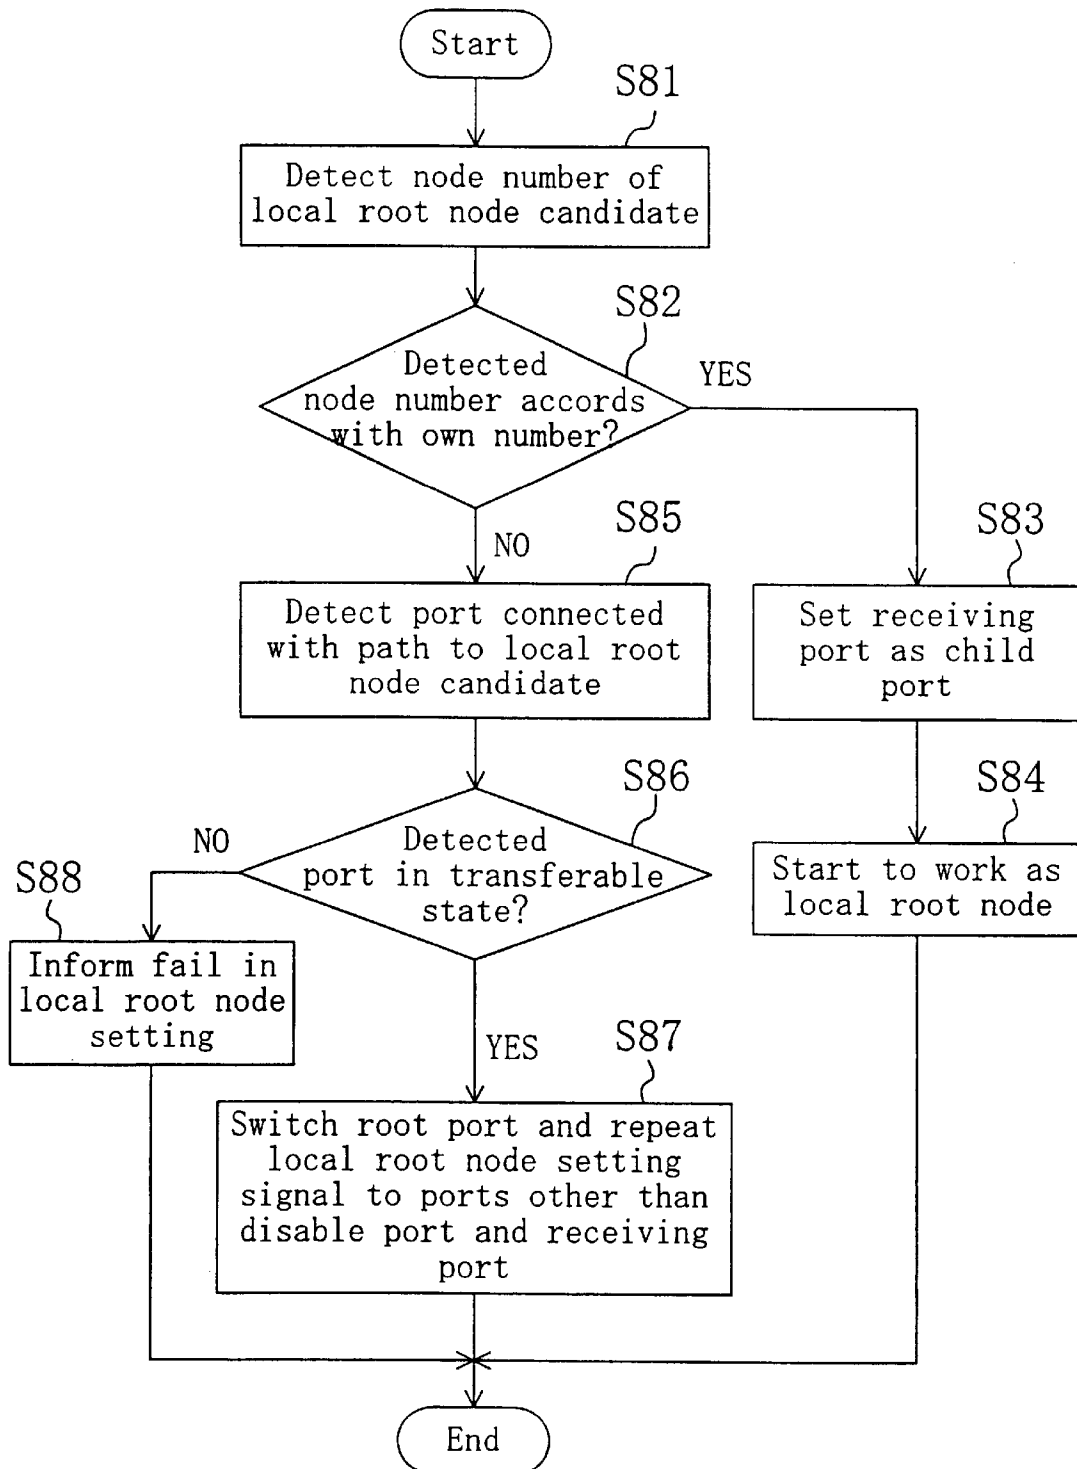 Start
S81
Detect node number of
local root node candidate
S82
Detected
node number accords
with own number?
YES
NO
S85
Detect port connected
with path to local root
node candidate
S83
Set receiving
port as child
port
S86
Detected
port in transferable
state?
NO
YES
S84
Start to work as
local root node
S88
Inform fail in
local root node
setting
S87
Switch root port and repeat
local root node setting
signal to ports other than
disable port and receiving
port
End